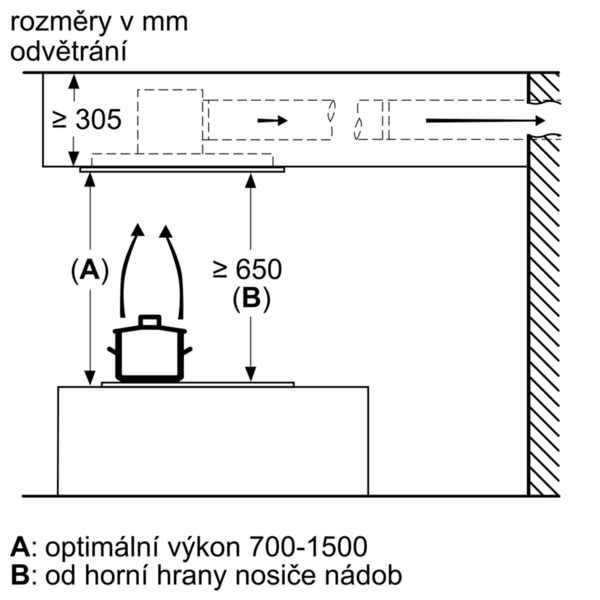 rozměry v mm
odvětrání
≥ 305
(A)
≥ 650
(B)
A: optimální výkon 700-1500
B: od horní hrany nosiče nádob